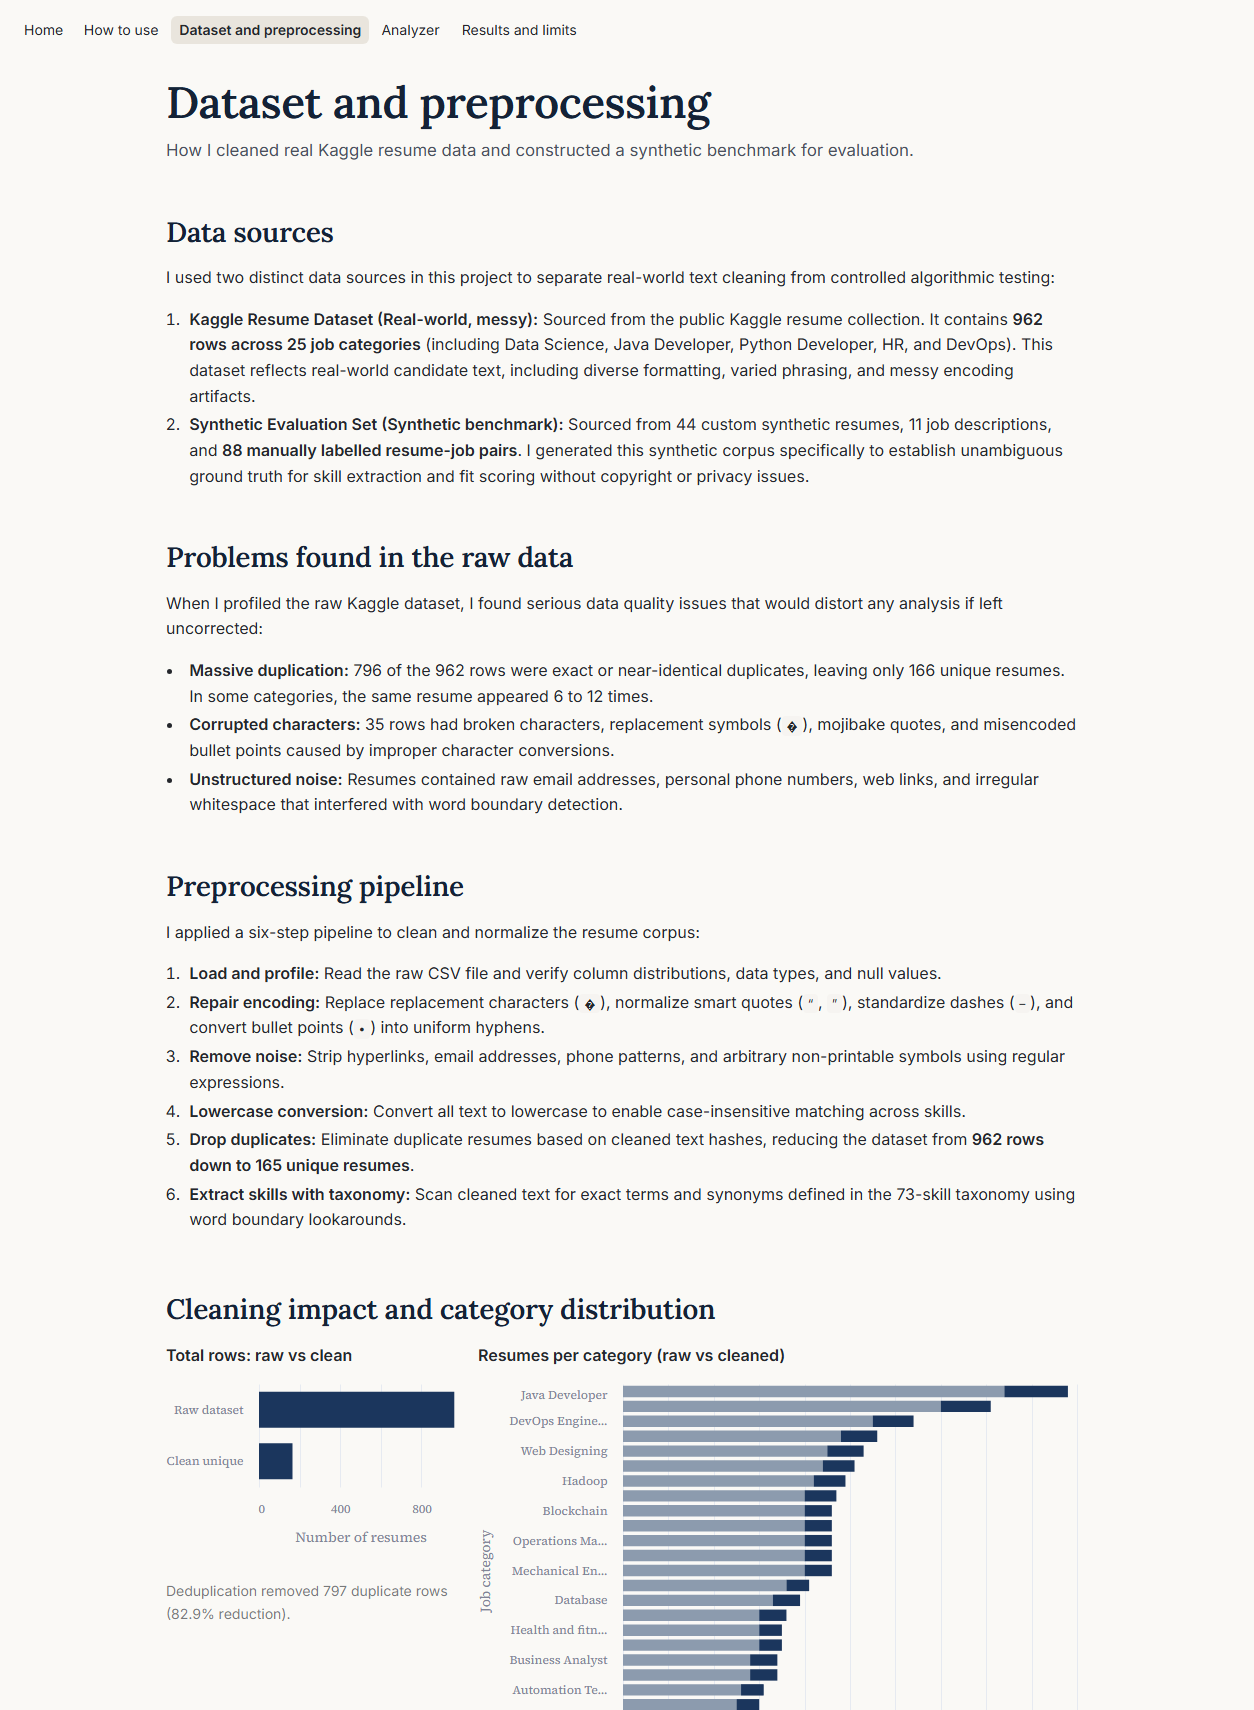 Home How to use Dataset and preprocessing Analyzer Results and limits
Dataset and preprocessing
How I cleaned real Kaggle resume data and constructed a synthetic benchmark for evaluation.
Data sources
I used two distinct data sources in this project to separate real-world text cleaning from controlled algorithmic testing:
1. Kaggle Resume Dataset (Real-world, messy): Sourced from the public Kaggle resume collection. It contains 962
rows across 25 job categories (including Data Science, Java Developer, Python Developer, HR, and DevOps). This
dataset reflects real-world candidate text, including diverse formatting, varied phrasing, and messy encoding
artifacts.
2. Synthetic Evaluation Set (Synthetic benchmark): Sourced from 44 custom synthetic resumes, 11 job descriptions,
and 88 manually labelled resume-job pairs. I generated this synthetic corpus specifically to establish unambiguous
ground truth for skill extraction and fit scoring without copyright or privacy issues.
Problems found in the raw data
When I profiled the raw Kaggle dataset, I found serious data quality issues that would distort any analysis if left
uncorrected:
• Massive duplication: 796 of the 962 rows were exact or near-identical duplicates, leaving only 166 unique resumes.
In some categories, the same resume appeared 6 to 12 times.
• Corrupted characters: 35 rows had broken characters, replacement symbols ( � ), mojibake quotes, and misencoded
bullet points caused by improper character conversions.
• Unstructured noise: Resumes contained raw email addresses, personal phone numbers, web links, and irregular
whitespace that interfered with word boundary detection.
Preprocessing pipeline
I applied a six-step pipeline to clean and normalize the resume corpus:
1. Load and profile: Read the raw CSV file and verify column distributions, data types, and null values.
2. Repair encoding: Replace replacement characters ( � ), normalize smart quotes ( “ , ” ), standardize dashes ( – ), and
convert bullet points ( • ) into uniform hyphens.
3. Remove noise: Strip hyperlinks, email addresses, phone patterns, and arbitrary non-printable symbols using regular
expressions.
4. Lowercase conversion: Convert all text to lowercase to enable case-insensitive matching across skills.
5. Drop duplicates: Eliminate duplicate resumes based on cleaned text hashes, reducing the dataset from 962 rows
down to 165 unique resumes.
6. Extract skills with taxonomy: Scan cleaned text for exact terms and synonyms defined in the 73-skill taxonomy using
word boundary lookarounds.
Cleaning impact and category distribution
Total rows: raw vs clean
Raw dataset
Clean unique
0 400 800
Number of resumes
Deduplication removed 797 duplicate rows
(82.9% reduction).
Resumes per category (raw vs cleaned)
Job category
Java Developer
DevOps Engine...
Web Designing
Hadoop
Blockchain
Operations Ma...
Mechanical En...
Database
Health and fitn...
Business Analyst
Automation Te...